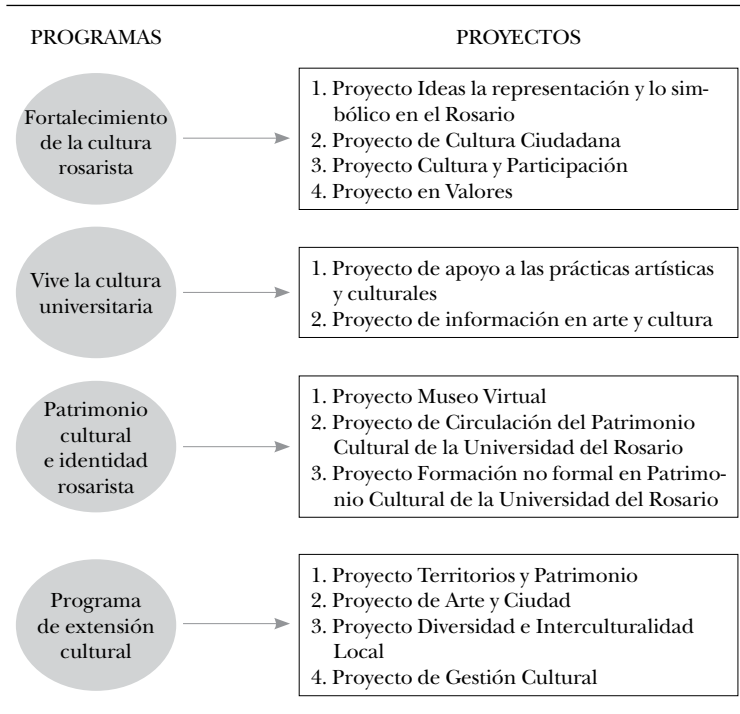 PROGRAMAS
PROYECTOS
Fortalecimiento
de la cultura
rosarista
1. Proyecto Ideas la representación y lo sim-
bólico en el Rosario
2. Proyecto de Cultura Ciudadana
3. Proyecto Cultura y Participación
4. Proyecto en Valores
Vive la cultura
universitaria
1. Proyecto de apoyo a las prácticas artísticas
y culturales
2. Proyecto de información en arte y cultura
Patrimonio
cultural
e identidad
rosarista
1. Proyecto Museo Virtual
2. Proyecto de Circulación del Patrimonio
Cultural de la Universidad del Rosario
3. Proyecto Formación no formal en Patrimo-
nio Cultural de la Universidad del Rosario
Programa
de extensión
cultural
1. Proyecto Territorios y Patrimonio
2. Proyecto de Arte y Ciudad
3. Proyecto Diversidad e Interculturalidad
Local
4. Proyecto de Gestión Cultural